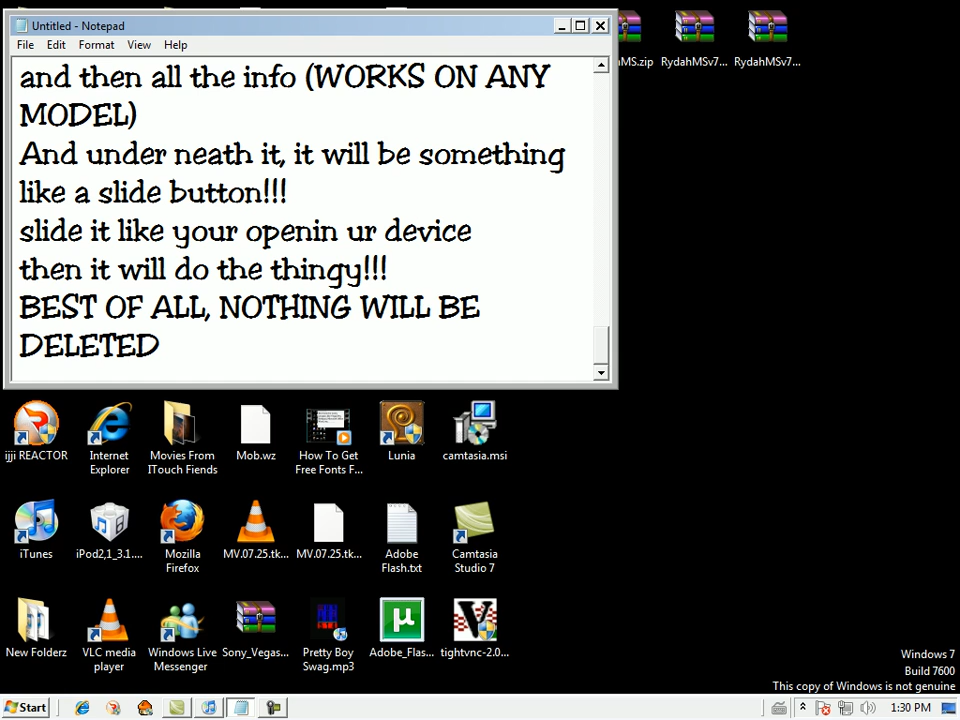 Untitled - Notepad
File Edit Format View Help
and then all the info (WORKS ON ANY
MODEL)
And under neath it, it will be something
like a slide button!!!
slide it like your openin ur device
then it will do the thingy!!!
BEST OF ALL, NOTHING WILL BE
DELETED
MS.zip RydahMSv7... RydahMSv7...
ijji REACTOR
Internet
Explorer
Movies From
ITouch Fiends
Mob.wz
How To Get
Free Fonts F...
Lunia
camtasia.msi
iTunes
iPod2,1_3.1....
Mozilla
Firefox
MV.07.25.tk...
MV.07.25.tk...
Adobe
Flash.txt
Camtasia
Studio 7
New Folderz
VLC media
player
Windows Live
Messenger
Sony_Vegas...
Pretty Boy
Swag.mp3
Adobe_Flas...
tightvnc-2.0...
Windows 7
Build 7600
This copy of Windows is not genuine
Start
1:30 PM